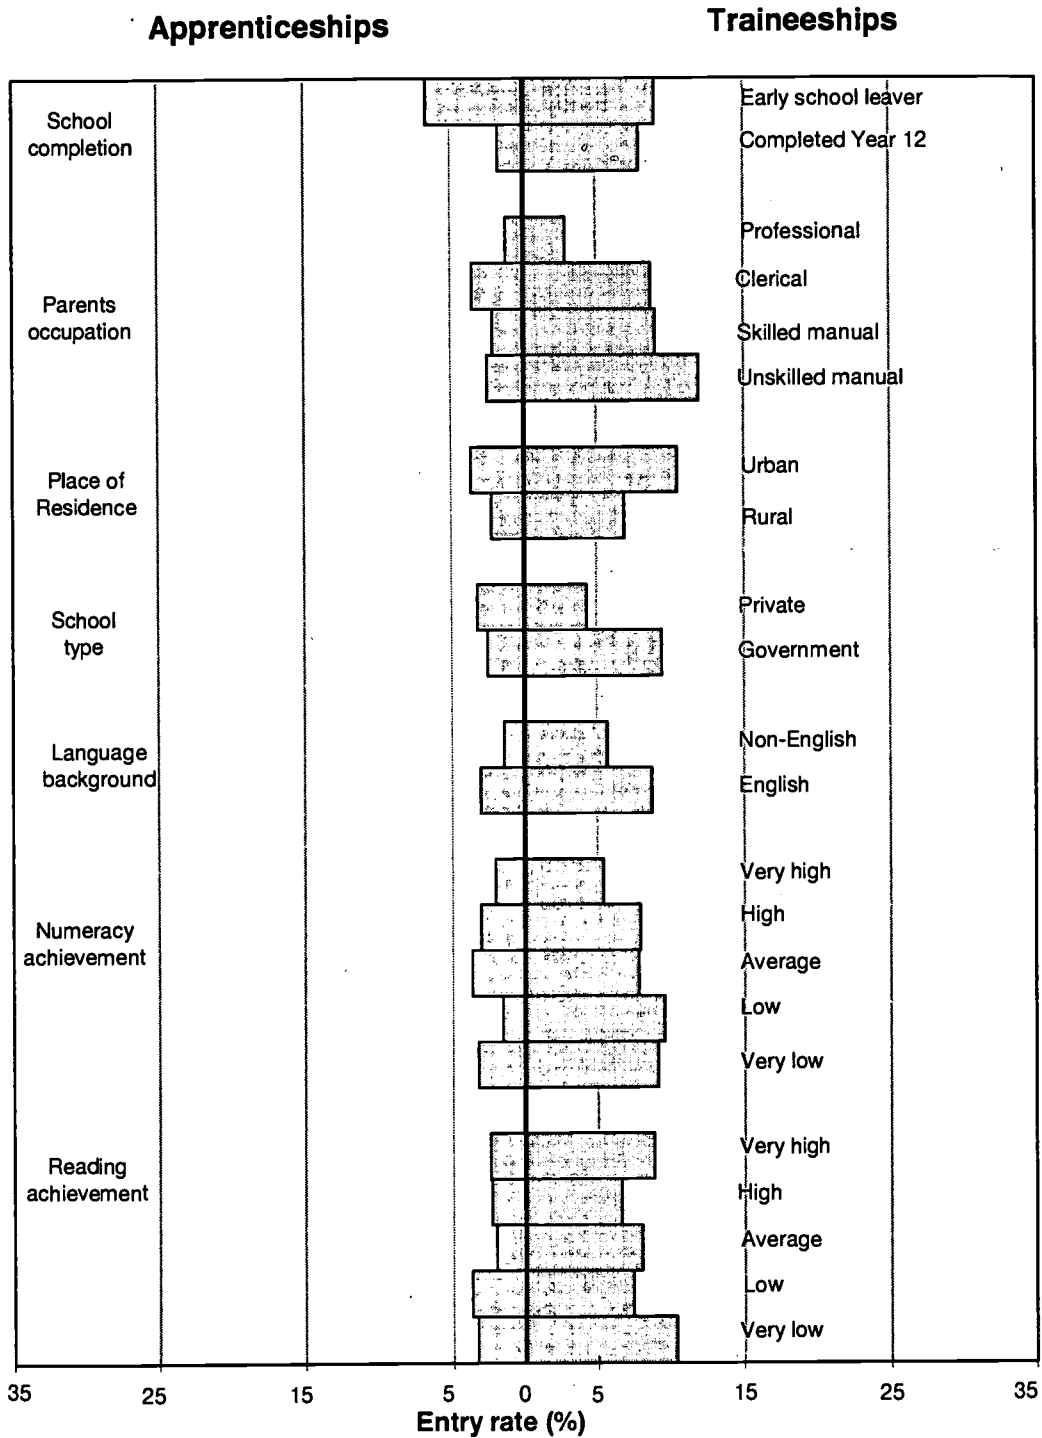 Apprenticeships
Traineeships
School
completion
Early school leaver
Completed Year 12
Parents
occupation
Professional
Clerical
Skilled manual
Unskilled manual
Place of
Residence
Urban
Rural
School
type
Private
Government
Language
background
Non-English
English
Numeracy
achievement
Very high
High
Average
Low
Very low
Reading
achievement
Very high
High
Average
Low
Very low
35 25 15 5 0 5 15 25 35
Entry rate (%)